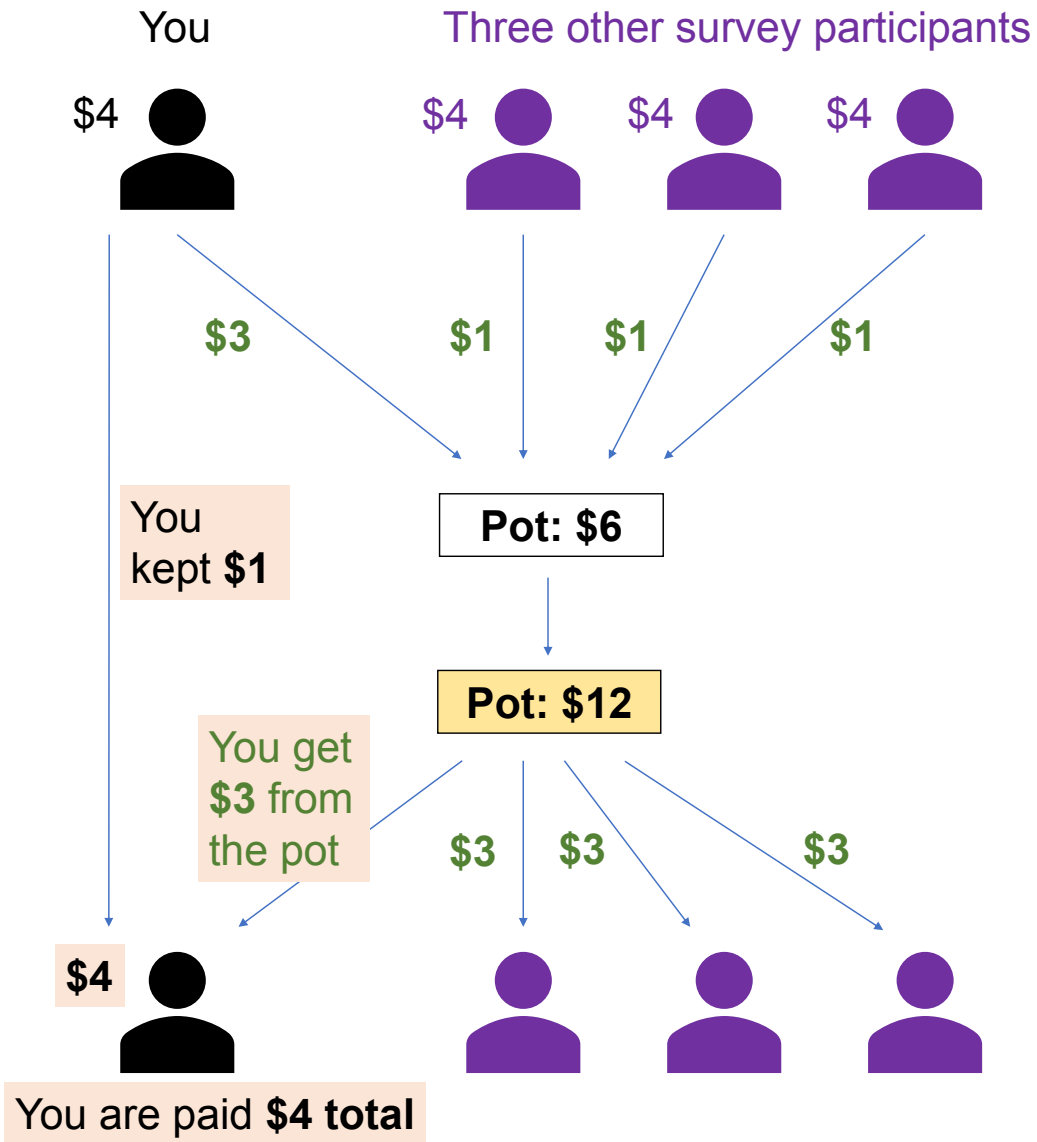 You
Three other survey participants
$4
$4
$4
$4
$3
$1
$1
$1
You
kept $1
Pot: $6
Pot: $12
You get
$3 from
the pot
$3
$3
$3
$4
You are paid $4 total